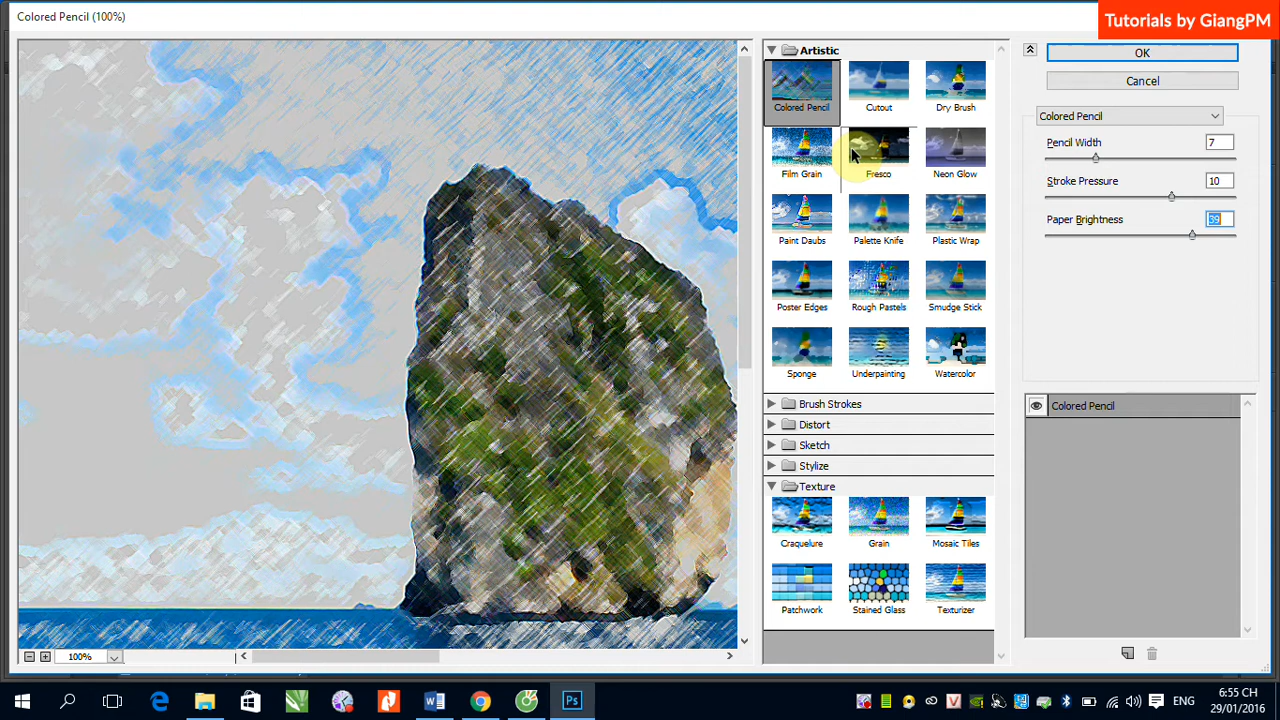 Colored Pencil (100%)
Tutorials by GiangPM
Artistic
Colored Pencil
Cutout
Dry Brush
Film Grain
Fresco
Neon Glow
Paint Daubs
Palette Knife
Plastic Wrap
Poster Edges
Rough Pastels
Smudge Stick
Sponge
Underpainting
Watercolor
Brush Strokes
Distort
Sketch
Stylize
Texture
Craquelure
Grain
Mosaic Tiles
Patchwork
Stained Glass
Texturizer
OK
Cancel
Colored Pencil
Pencil Width 7
Stroke Pressure 10
Paper Brightness 39
Colored Pencil
100%
Ps
ENG
6:55 CH
29/01/2016